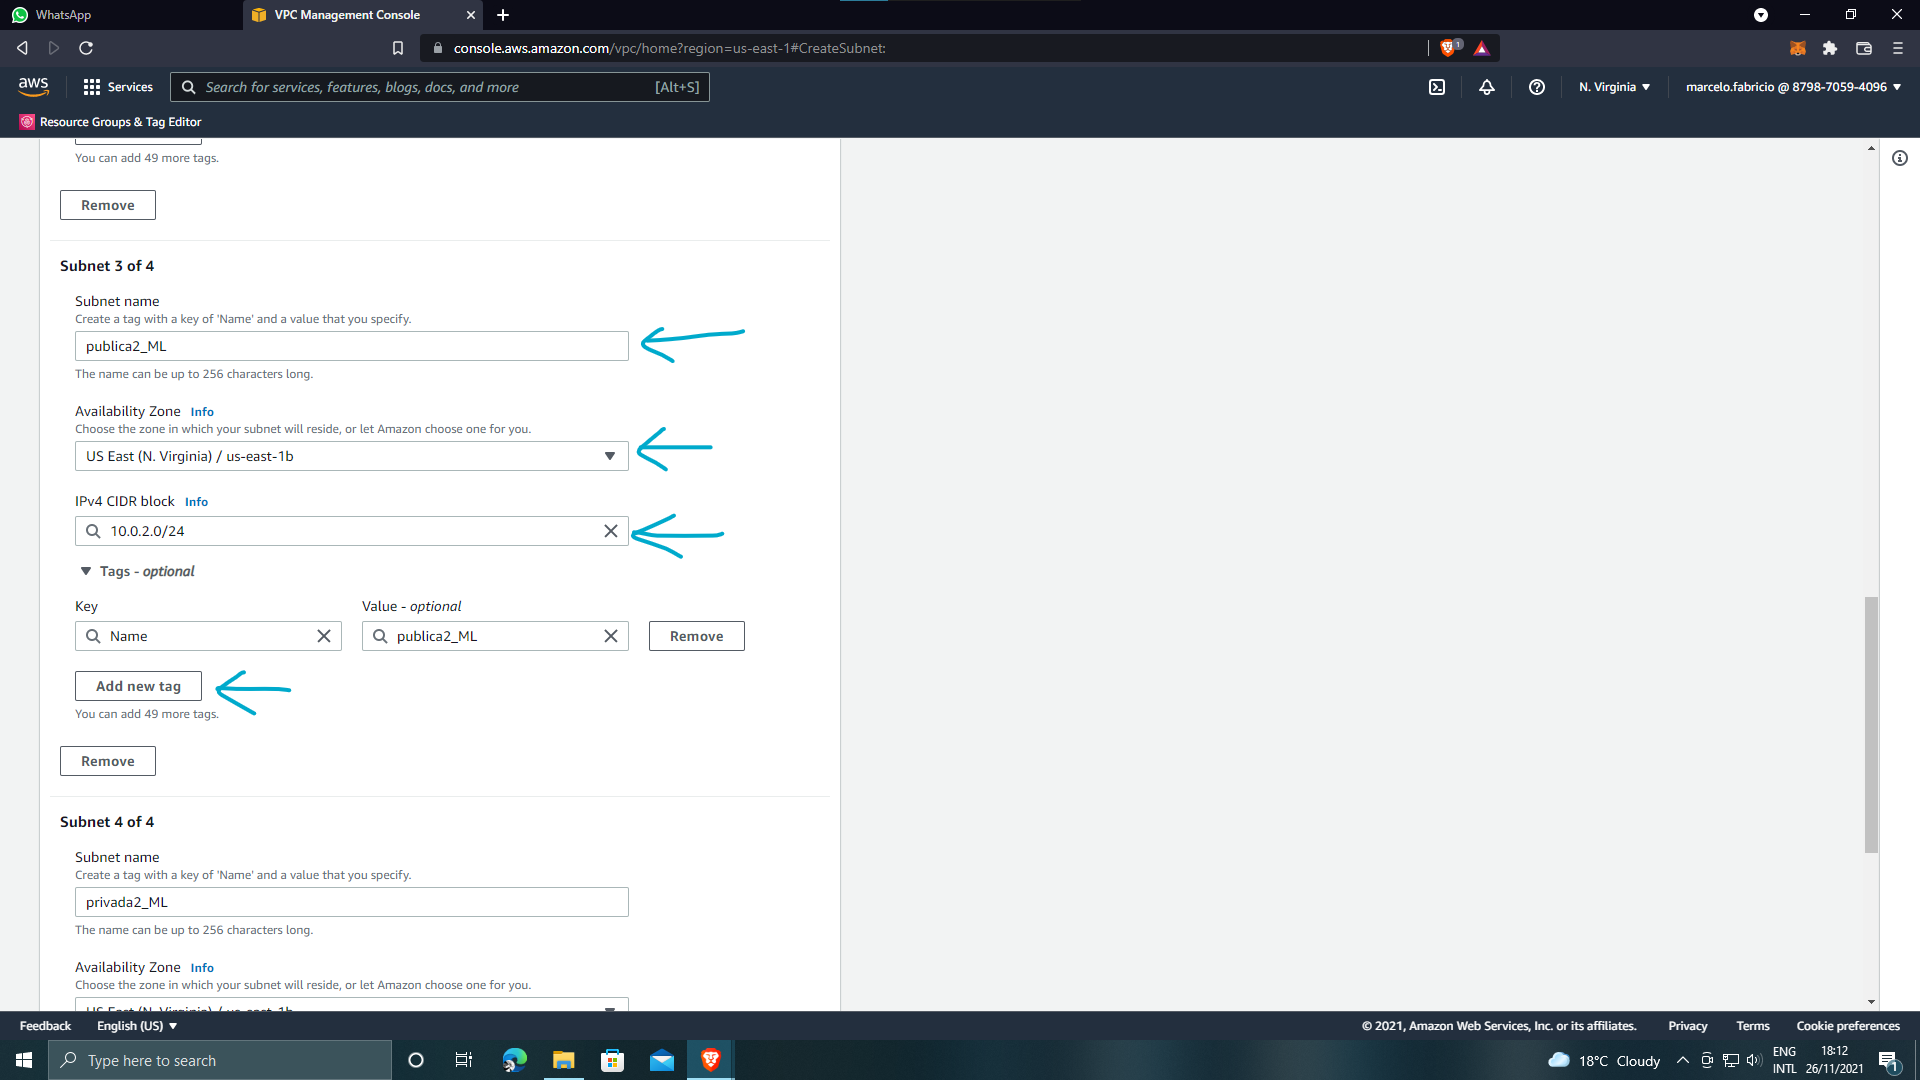 WhatsApp
VPC Management Console
console.aws.amazon.com/vpc/home?region=us-east-1#CreateSubnet:
1
aws
Services
Search for services, features, blogs, docs, and more
[Alt+S]
N. Virginia
marcelo.fabricio @ 8798-7059-4096
Resource Groups & Tag Editor
You can add 49 more tags.
Remove
Subnet 3 of 4
Subnet name
Create a tag with a key of 'Name' and a value that you specify.
publica2_ML
The name can be up to 256 characters long.
Availability Zone Info
Choose the zone in which your subnet will reside, or let Amazon choose one for you.
US East (N. Virginia) / us-east-1b
IPv4 CIDR block Info
10.0.2.0/24
Tags - optional
Key
Value - optional
Name
publica2_ML
Remove
Add new tag
You can add 49 more tags.
Remove
Subnet 4 of 4
Subnet name
Create a tag with a key of 'Name' and a value that you specify.
privada2_ML
The name can be up to 256 characters long.
Availability Zone Info
Choose the zone in which your subnet will reside, or let Amazon choose one for you.
US East (N. Virginia) / us-east-1b
Feedback
English (US)
© 2021, Amazon Web Services, Inc. or its affiliates.
Privacy
Terms
Cookie preferences
Type here to search
18°C Cloudy
ENG
INTL
18:12
26/11/2021
1